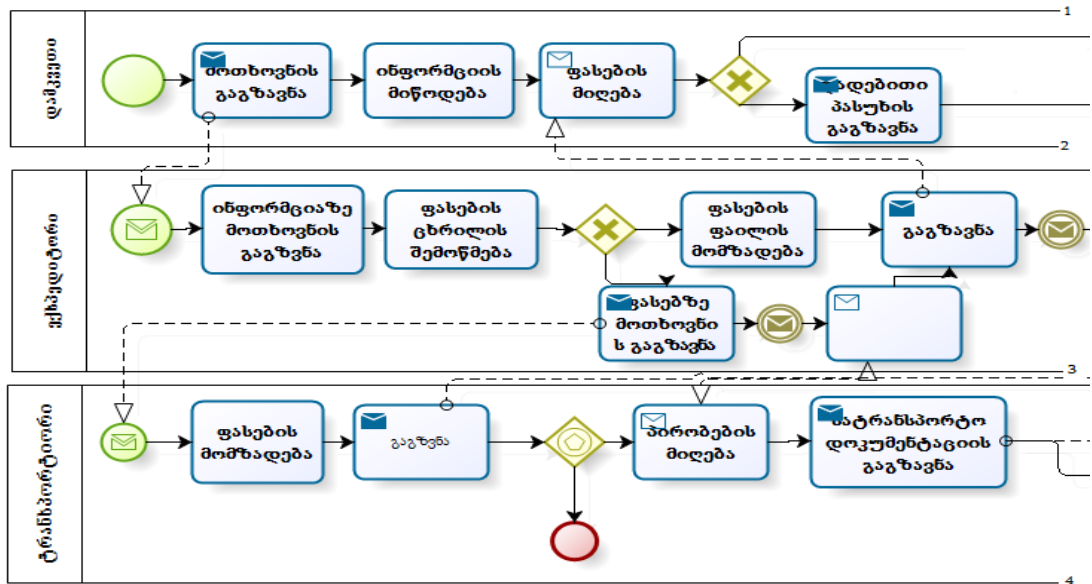 1
დამკვეთი
მოთხოვნის
გაგზავნა
ინფორმციის
მიწოდება
ფასების
მიღება
დადებითი
პასუხის
გაგზავნა
2
ექსპედიტორი
ინფორმციაზე
მოთხოვნის
გაგზვნა
ფასების
ცხრილის
შემოწმება
ფასების
ფაილის
მომზადება
გაგზავნა
ფასებზე
მოთხოვნი
ს გაგზავნა
3
ტრანსპორტიორი
ფასების
მომზადება
გაგზვნა
პირობების
მიღება
სატრანსპორტო
დოკუმენტაციის
გაგზავნა
4